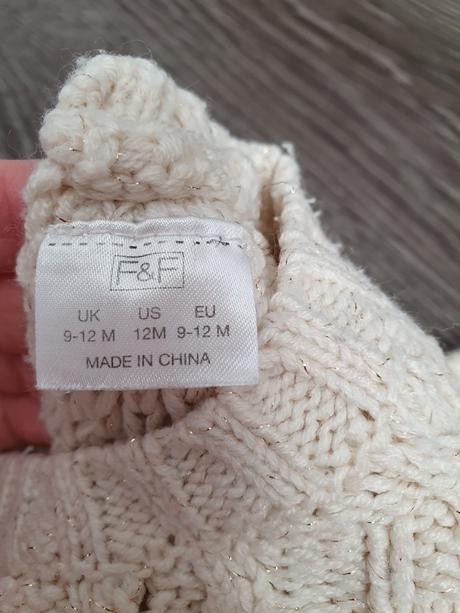 F&F
UK US EU
9-12 M 12M 9-12 M
MADE IN CHINA